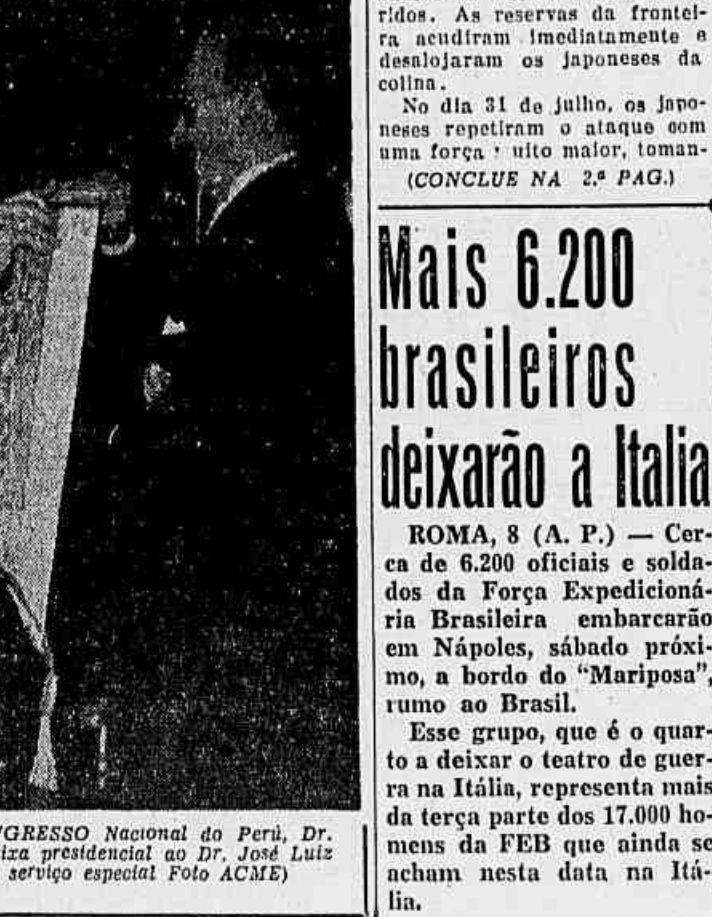 ridos. As reservas da frontei-
ra acudiram imediatamente e
desalojaram os japoneses da
colina.
No dia 31 de julho, os japo-
neses repetiram o ataque com
uma força uito maior, toman-
(CONCLUE NA 2.ª PAG.)
Mais 6.200
brasileiros
deixarão a Italia
ROMA, 8 (A. P.) — Cer-
ca de 6.200 oficiais e solda-
dos da Força Expedicioná-
ria Brasileira embarcarão
em Nápoles, sábado próxi-
mo, a bordo do "Mariposa",
rumo ao Brasil.
Esse grupo, que é o quar-
to a deixar o teatro de guer-
ra na Itália, representa mais
da terça parte dos 17.000 ho-
mens da FEB que ainda se
acham nesta data na Itá-
lia.
GRESSO Nacional do Perú, Dr.
ixa presidencial ao Dr. José Luiz
serviço especial Foto ACME)